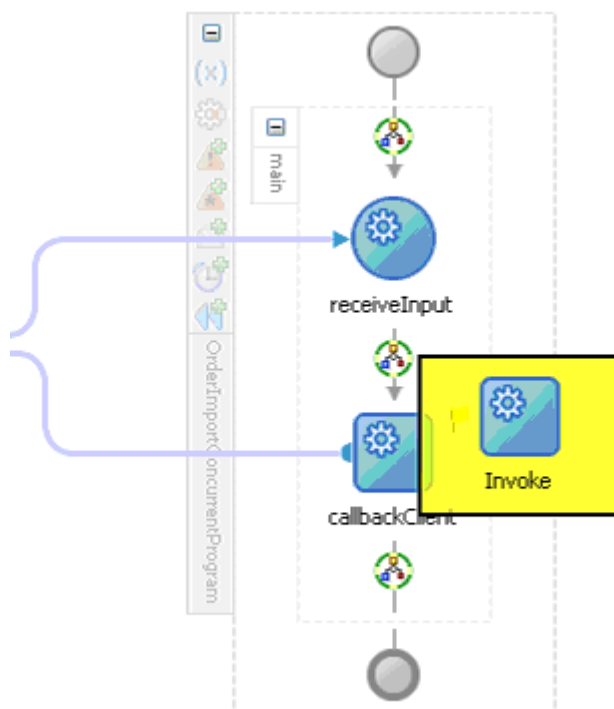 (x)
main
receiveInput
OrderImportConcurrentProgram
Invoke
callbackClient